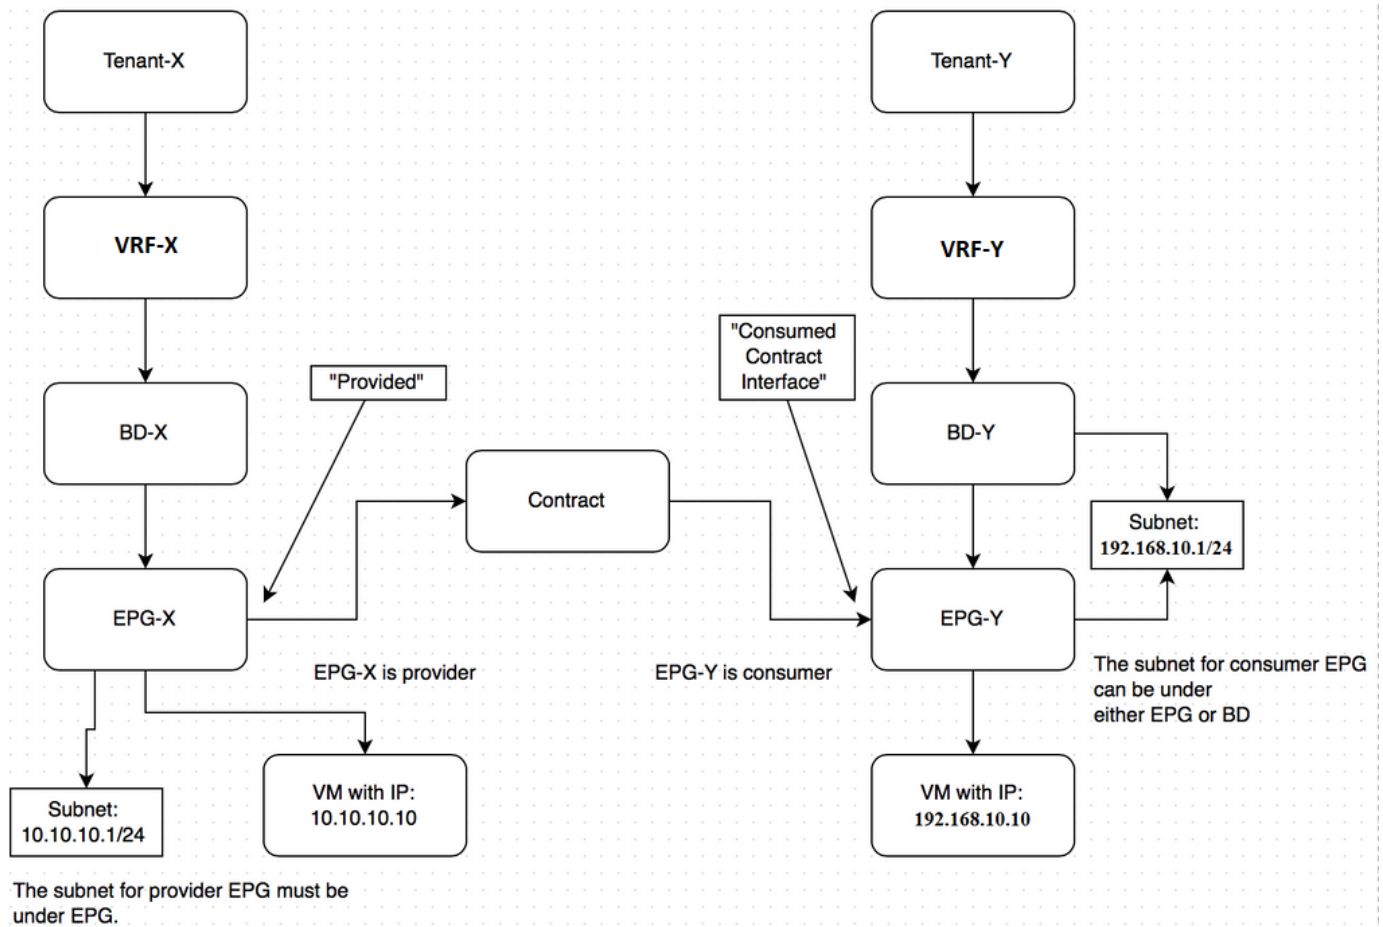 Tenant-X
Tenant-Y
VRF-X
VRF-Y
"Provided"
"Consumed
Contract
Interface"
BD-X
BD-Y
Contract
Subnet:
192.168.10.1/24
EPG-X
EPG-Y
EPG-X is provider
EPG-Y is consumer
The subnet for consumer EPG
can be under
either EPG or BD
Subnet:
10.10.10.1/24
VM with IP:
10.10.10.10
VM with IP:
192.168.10.10
The subnet for provider EPG must be
under EPG.